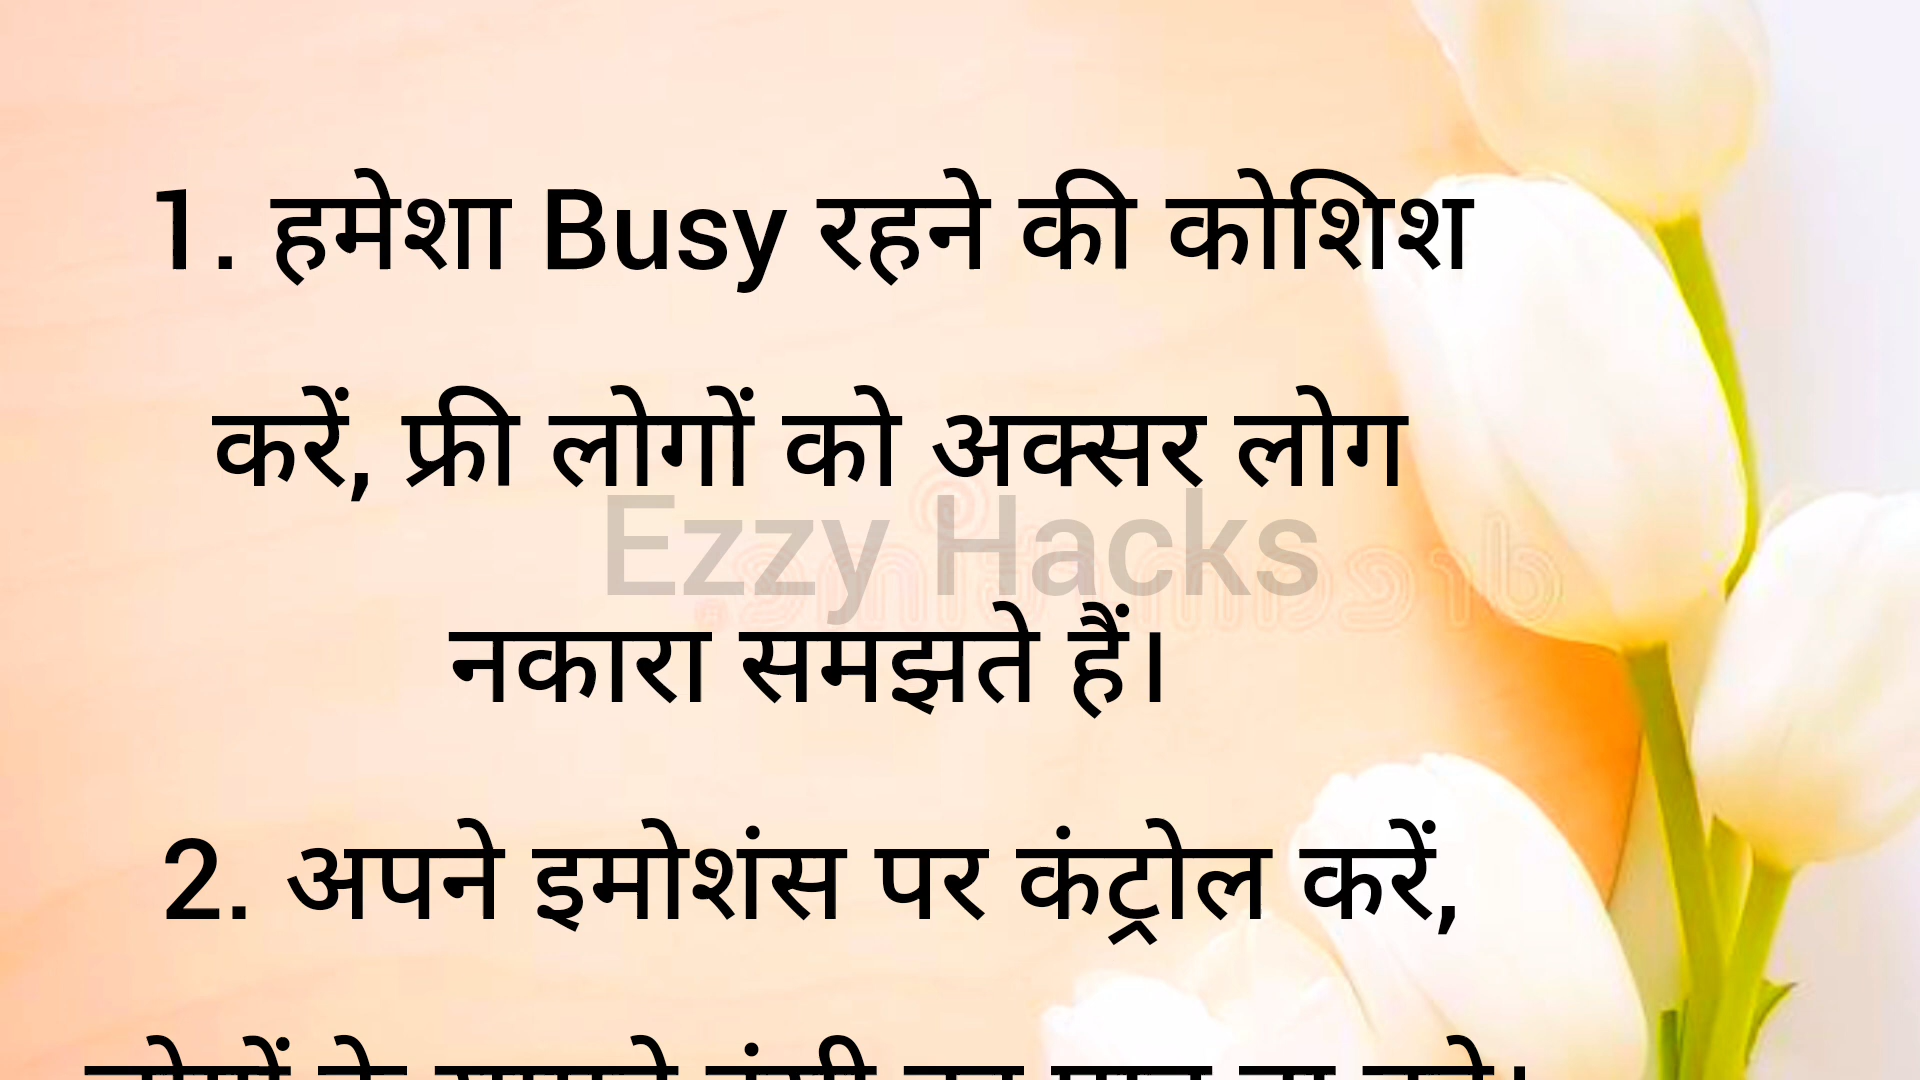 1. हमेशा Busy रहने की कोशिश
करें, फ्री लोगों को अक्सर लोग
Ezzy Hacks
नकारा समझते हैं।
2. अपने इमोशंस पर कंट्रोल करें,